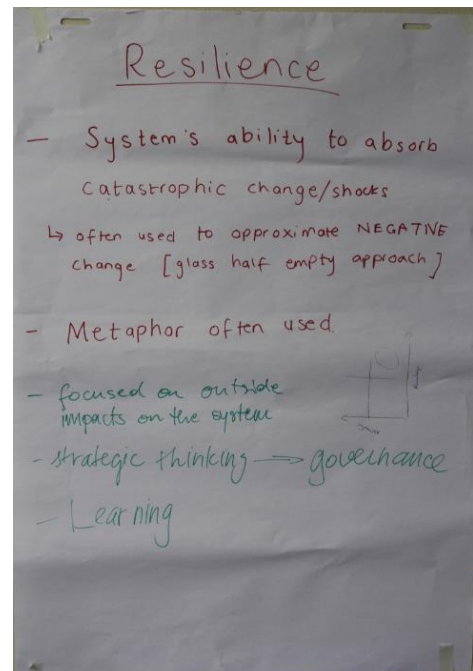 Resilience
- System's ability to absorb
catastrophic change/shocks
↳ often used to opproximate NEGATIVE
change [glass half empty approach]
- Metaphor often used.
- focused on outside
impacts on the system
- strategic thinking → governance
- Learning